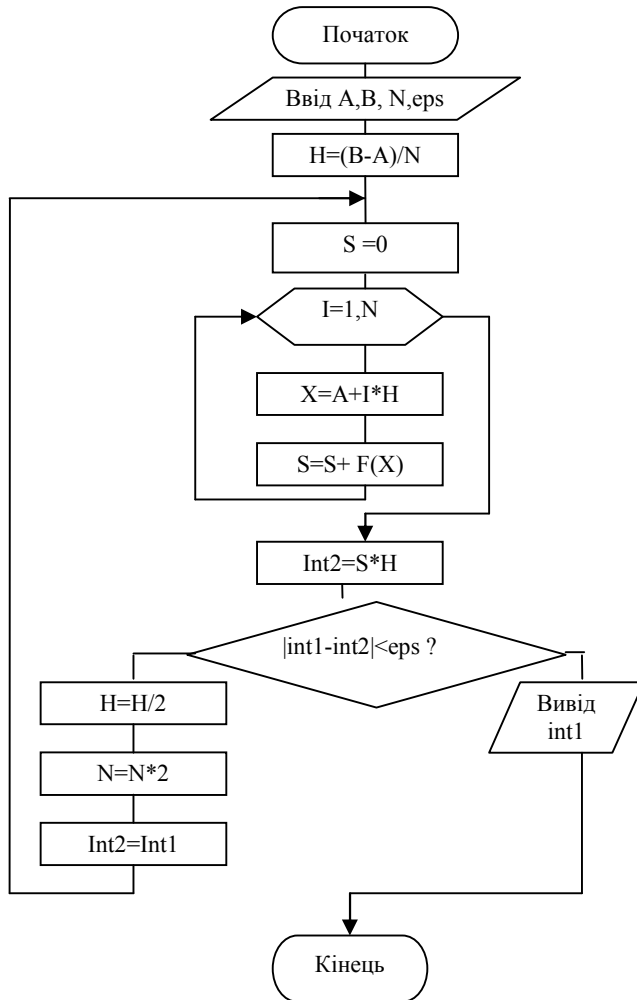 Початок
Ввід A,B, N,eps
H=(B-A)/N
S =0
I=1,N
X=A+I*H
S=S+ F(X)
Int2=S*H
|int1-int2|<eps ?
H=H/2
N=N*2
Int2=Int1
Вивід
int1
Кінець